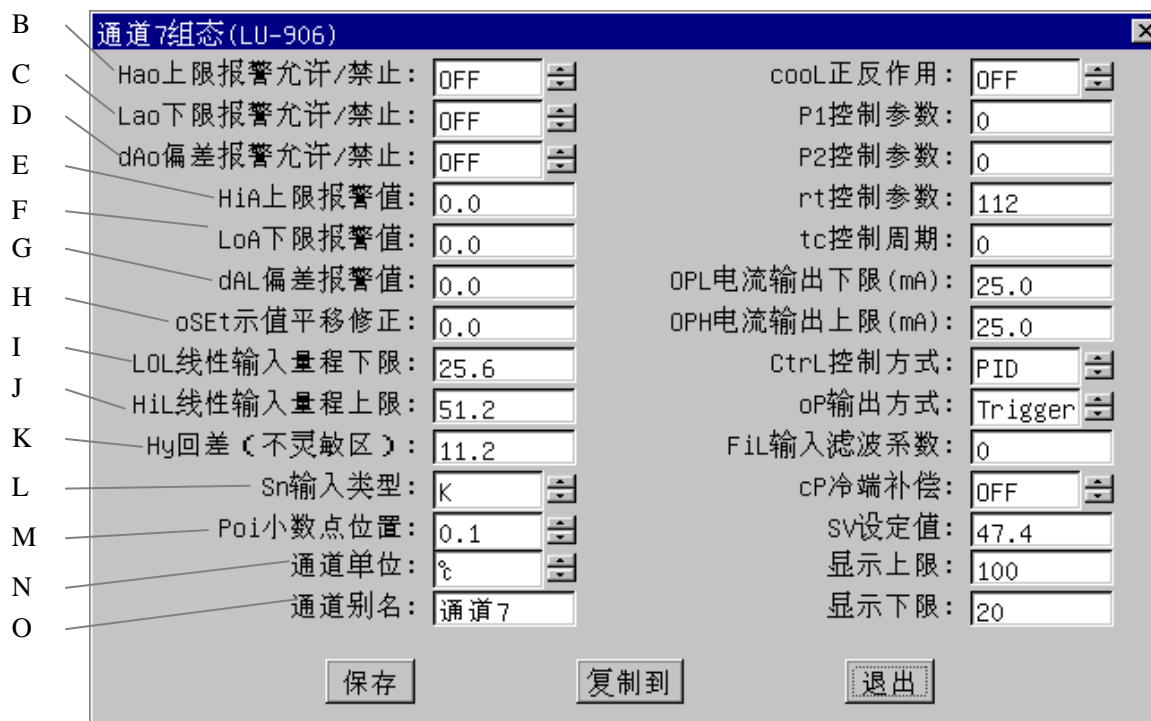 B
通道7组态(LU-906)
C
Hao上限报警允许/禁止: OFF cooL正反作用: OFF
D
Lao下限报警允许/禁止: OFF P1控制参数: 0
E
dAo偏差报警允许/禁止: OFF P2控制参数: 0
F
HiA上限报警值: 0.0 rt控制参数: 112
G
LoA下限报警值: 0.0 tc控制周期: 0
H
dAL偏差报警值: 0.0 OPL电流输出下限(mA): 25.0
I
oSEt示值平移修正: 0.0 OPH电流输出上限(mA): 25.0
J
LOL线性输入量程下限: 25.6 CtrL控制方式: PID
K
HiL线性输入量程上限: 51.2 oP输出方式: Trigger
L
Hy回差(不灵敏区): 11.2 FiL输入滤波系数: 0
M
Sn输入类型: K cP冷端补偿: OFF
N
Poi小数点位置: 0.1 SV设定值: 47.4
O
通道单位: ℃ 显示上限: 100
通道别名: 通道7 显示下限: 20
保存 复制到 退出